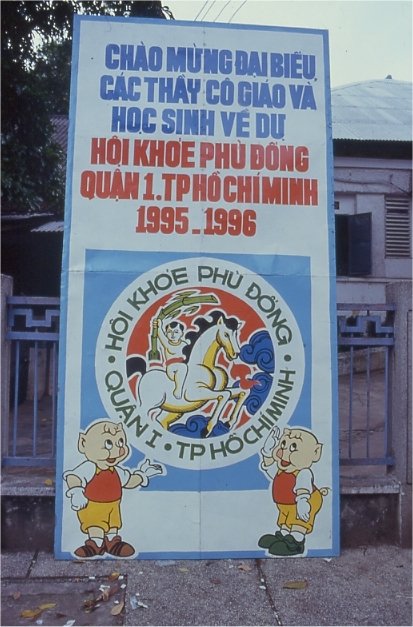 CHÀO MỪNG ĐẠI BIỂU,
CÁC THẦY CÔ GIÁO VÀ
HỌC SINH VỀ DỰ
HỘI KHỎE PHÙ ĐỔNG
QUẬN 1. TP HỒ CHÍ MINH
1995 - 1996
• HỘI KHỎE PHÙ ĐỔNG •
QUẬN I • TP HỒ CHÍ MINH